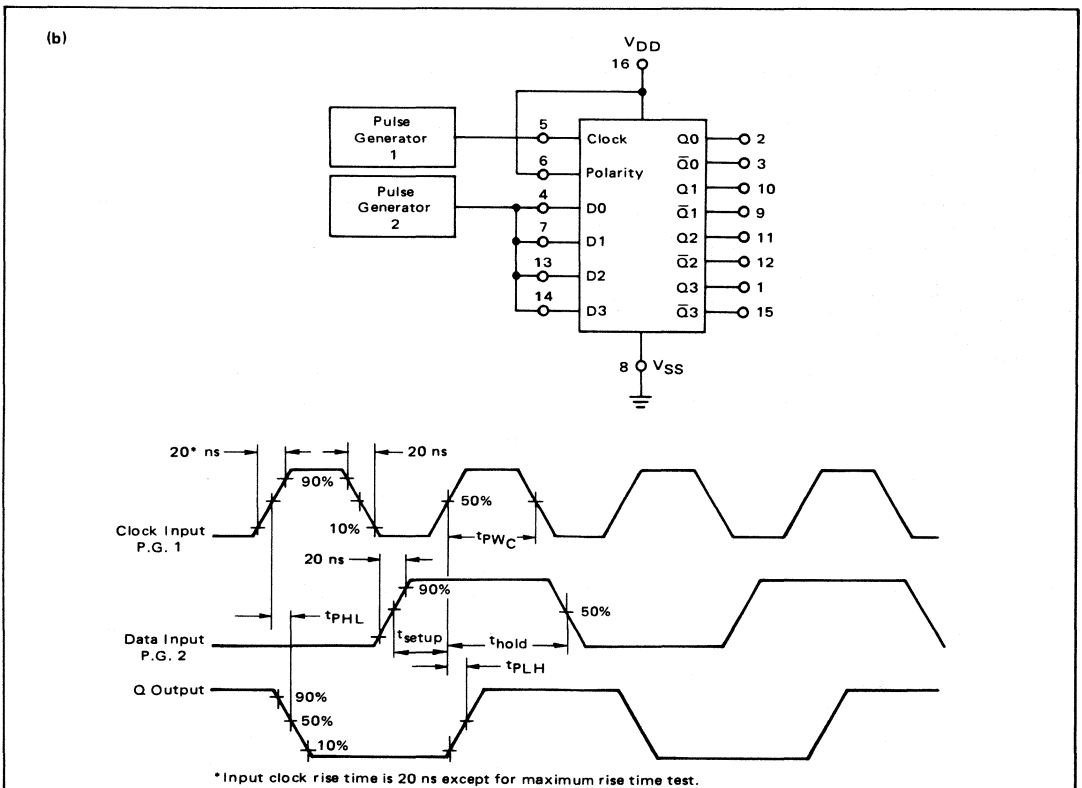 (b)
VDD
16
Pulse
Generator
1
5
Clock
Q0
2
6
Polarity
Q̅0
3
Pulse
Generator
2
4
D0
Q1
10
7
D1
Q̅1
9
13
D2
Q2
11
Q̅2
12
14
D3
Q3
1
Q̅3
15
8
VSS
20* ns
20 ns
90%
10%
50%
Clock Input
P.G. 1
tPWC
20 ns
90%
50%
tPHL
tsetup
thold
Data Input
P.G. 2
tPLH
Q Output
90%
50%
10%
*Input clock rise time is 20 ns except for maximum rise time test.